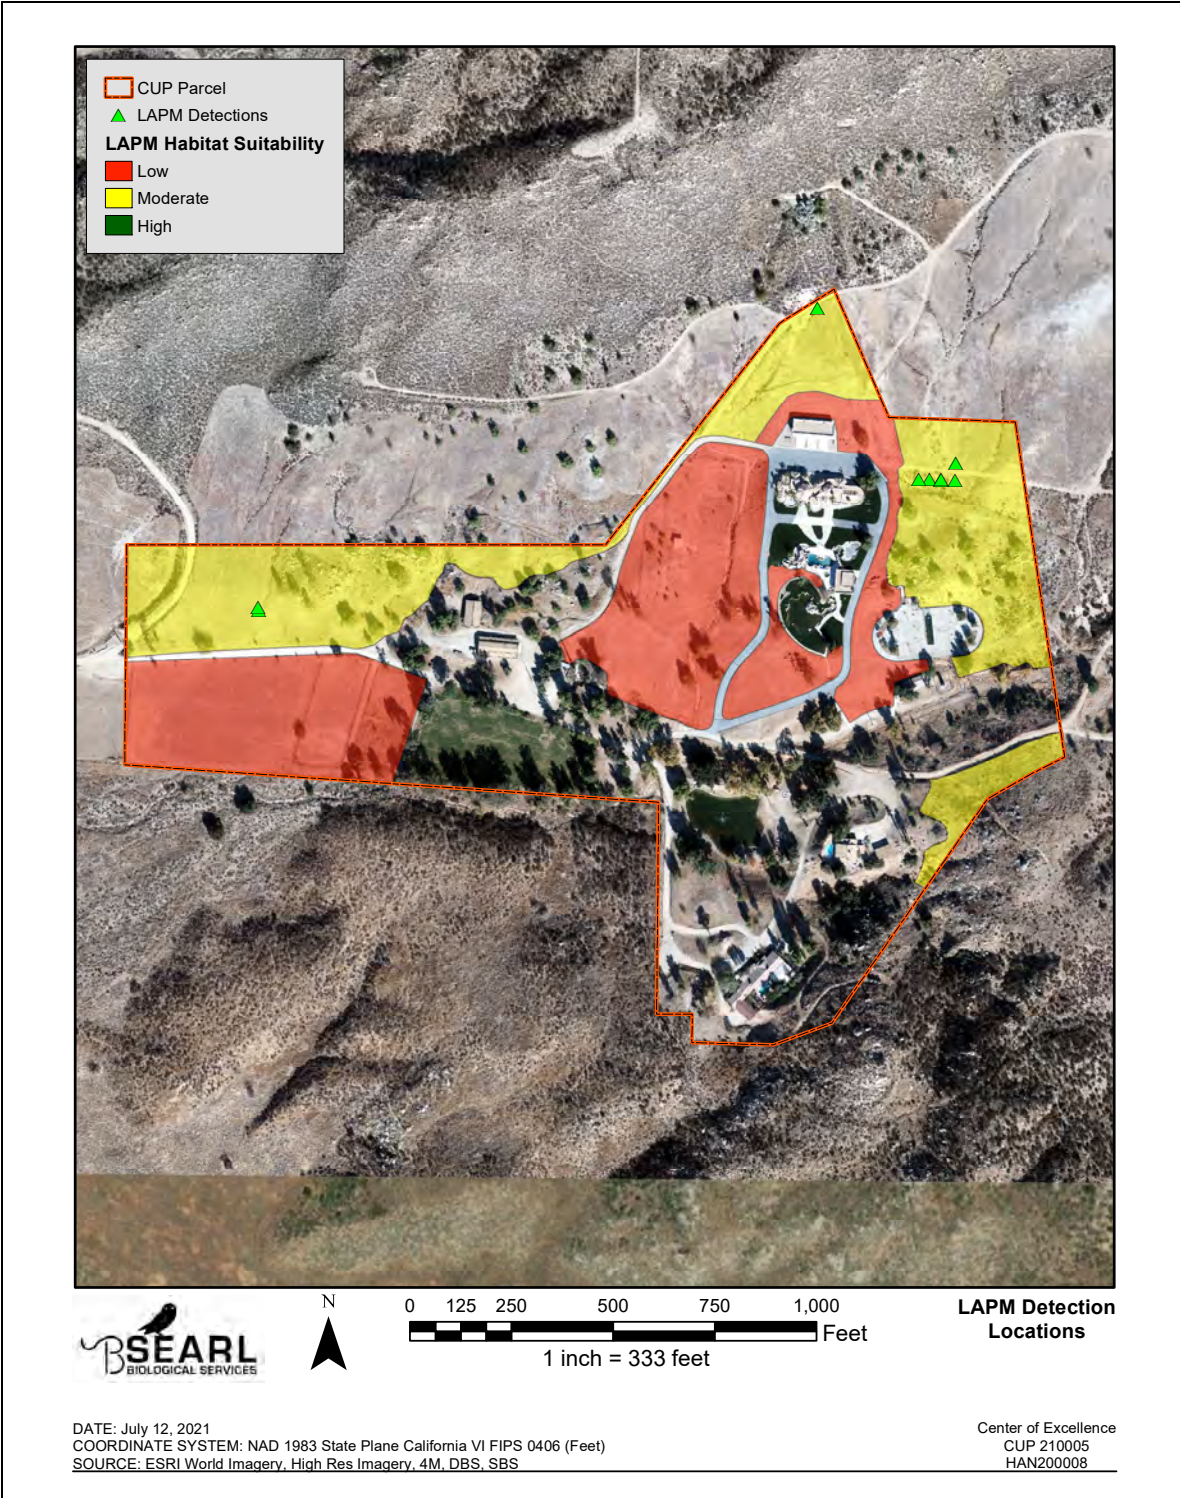 CUP Parcel
LAPM Detections
LAPM Habitat Suitability
Low
Moderate
High
BSEARL
BIOLOGICAL SERVICES
N
0 125 250 500 750 1,000
Feet
1 inch = 333 feet
LAPM Detection
Locations
DATE: July 12, 2021
COORDINATE SYSTEM: NAD 1983 State Plane California VI FIPS 0406 (Feet)
SOURCE: ESRI World Imagery, High Res Imagery, 4M, DBS, SBS
Center of Excellence
CUP 210005
HAN200008